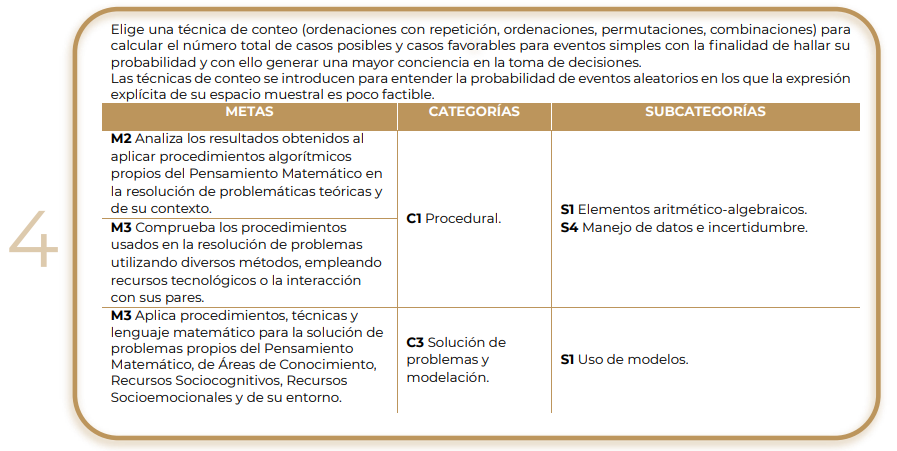 Elige una técnica de conteo (ordenaciones con repetición, ordenaciones, permutaciones, combinaciones) para
calcular el número total de casos posibles y casos favorables para eventos simples con la finalidad de hallar su
probabilidad y con ello generar una mayor conciencia en la toma de decisiones.
Las técnicas de conteo se introducen para entender la probabilidad de eventos aleatorios en los que la expresión
explícita de su espacio muestral es poco factible.
METAS CATEGORÍAS SUBCATEGORÍAS
M2 Analiza los resultados obtenidos al
aplicar procedimientos algorítmicos
propios del Pensamiento Matemático en
la resolución de problemáticas teóricas y
de su contexto.
M3 Comprueba los procedimientos
usados en la resolución de problemas
utilizando diversos métodos, empleando
recursos tecnológicos o la interacción
con sus pares.
C1 Procedural.
S1 Elementos aritmético-algebraicos.
S4 Manejo de datos e incertidumbre.
4
M3 Aplica procedimientos, técnicas y
lenguaje matemático para la solución de
problemas propios del Pensamiento
Matemático, de Áreas de Conocimiento,
Recursos Sociocognitivos, Recursos
Socioemocionales y de su entorno.
C3 Solución de
problemas y
modelación.
S1 Uso de modelos.